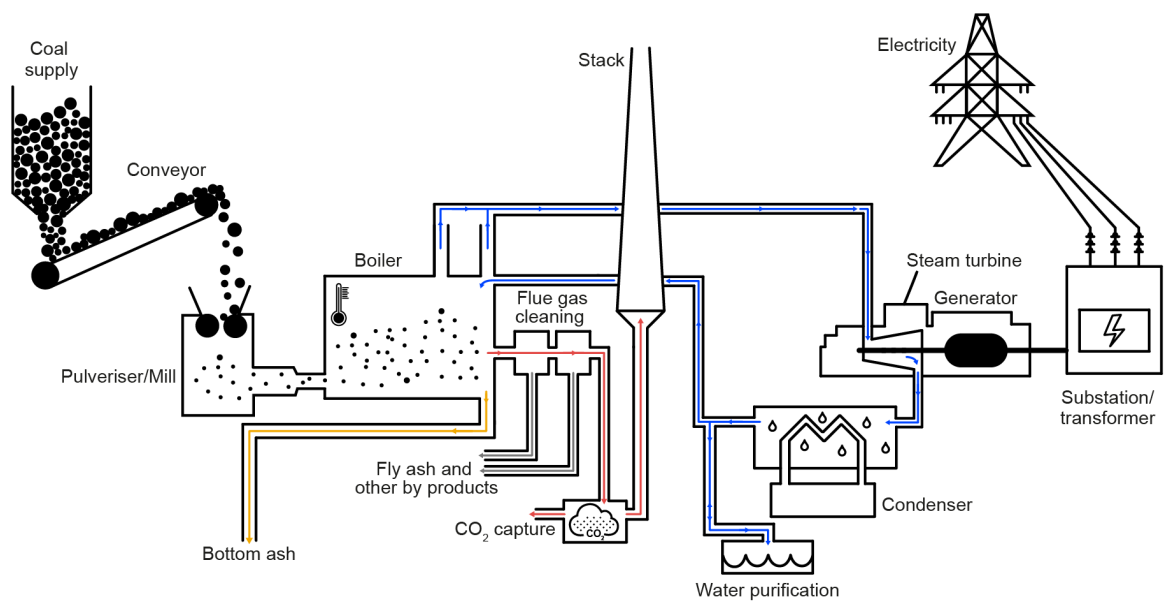 Coal
supply
Conveyor
Stack
Electricity
Boiler
Flue gas
cleaning
Steam turbine
Generator
Pulveriser/Mill
Substation/
transformer
Fly ash and
other by products
Condenser
CO₂ capture
CO₂
Bottom ash
Water purification